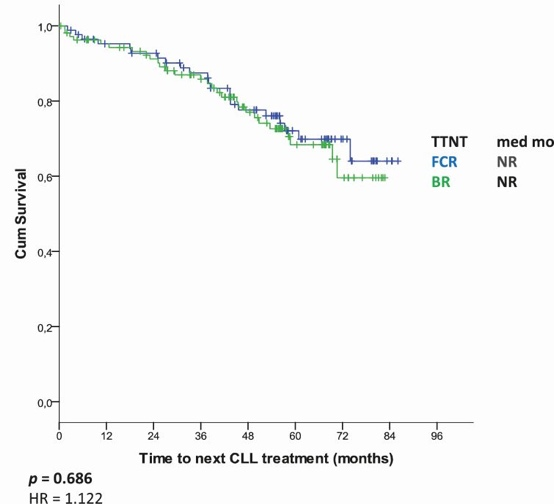 1,0
0,8
0,6
0,4
0,2
0,0
Cum Survival
TTNT med mo
FCR NR
BR NR
0 12 24 36 48 60 72 84 96
Time to next CLL treatment (months)
p = 0.686
HR = 1.122